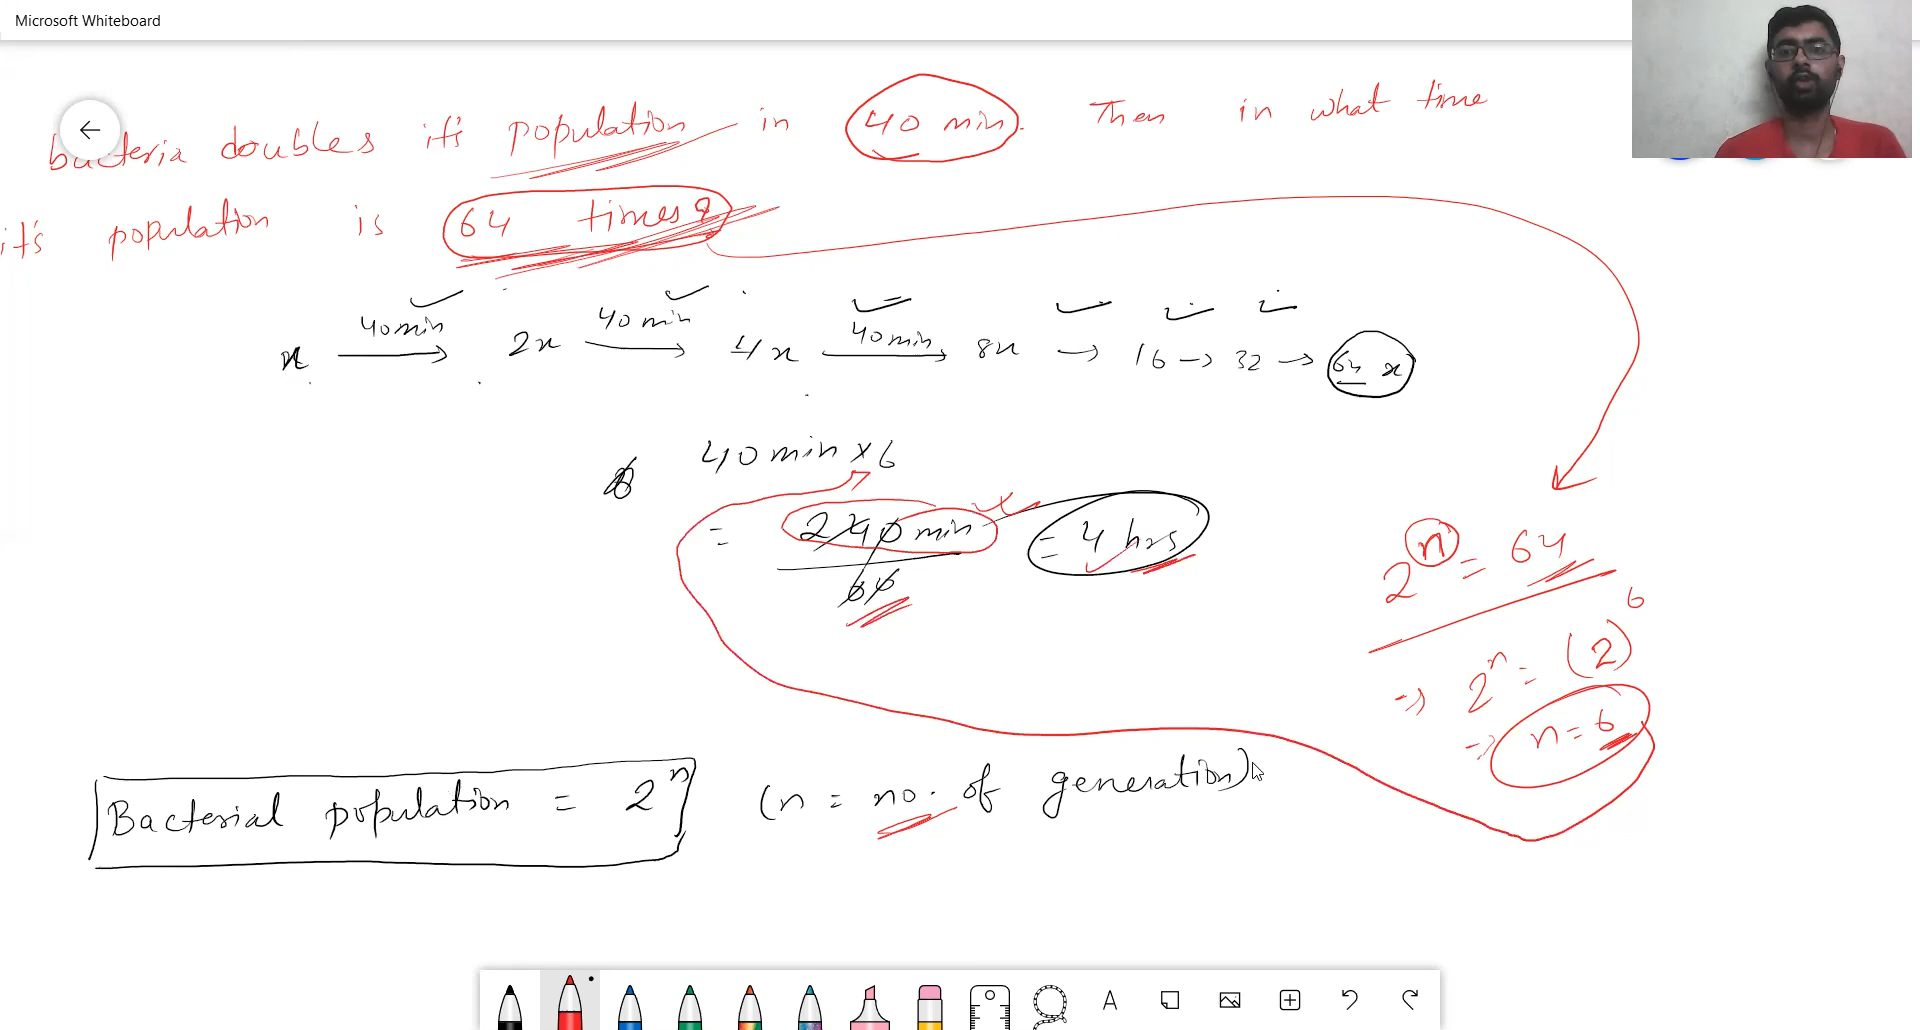 Microsoft Whiteboard
bacteria doubles it's population in 40 min. Then in what time
it's population is 64 times?
x 40min → 2x 40 min → 4x 40min → 8x → 16 → 32 → 64 x
40 min × 6
= 240 min / 60 = 4 hrs
2^n = 64
⇒ 2^n = (2)^6
⇒ n = 6
Bacterial population = 2^n (n = no. of generation)
A